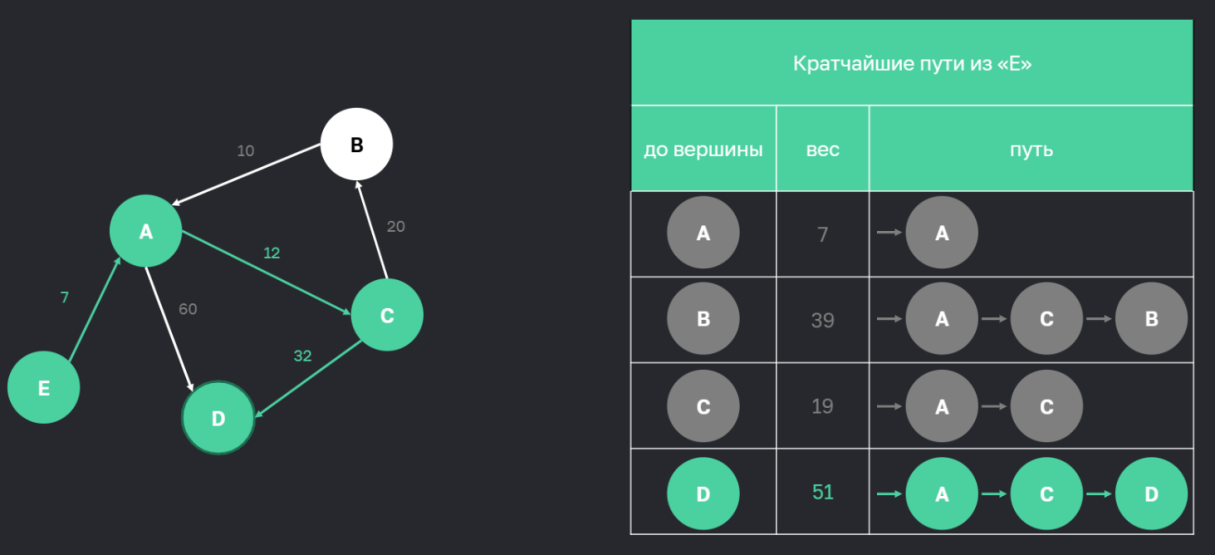 B
10
A
20
12
7
60
C
32
E
D
Кратчайшие пути из «Е»
до вершины вес путь
A 7 A
B 39 A C B
C 19 A C
D 51 A C D